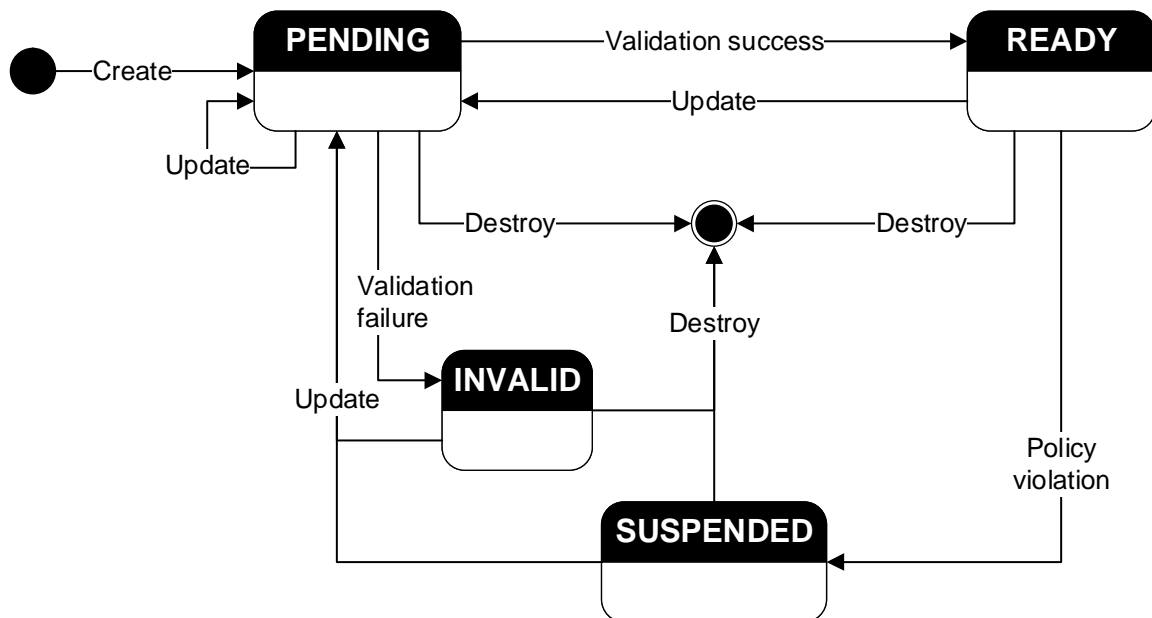 PENDING
Validation success
READY
Create
Update
Update
Destroy
Destroy
Validation
failure
Destroy
INVALID
Update
Policy
violation
SUSPENDED